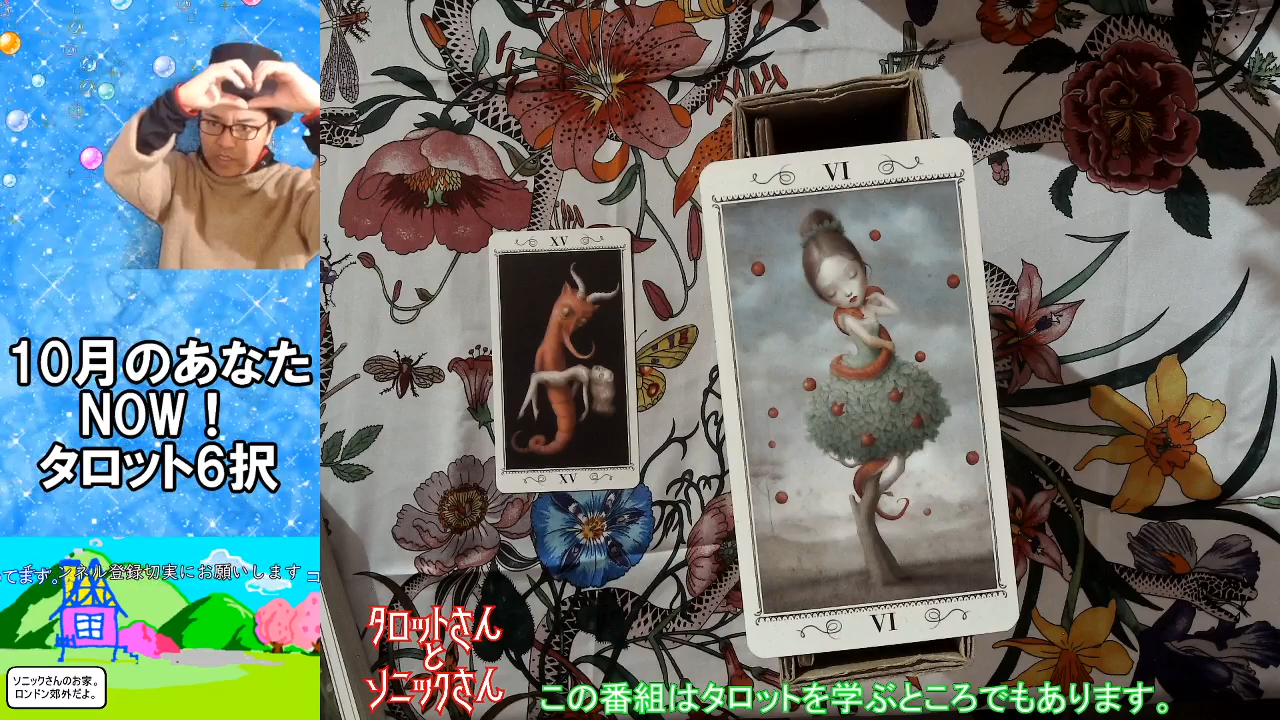 10月のあなた
NOW！
タロット6択
てます。
チャンネル登録切実にお願いします
コ
ソニックさんのお家。
ロンドン郊外だよ。
XV
XV
VI
VI
タロットさん
と
ソニックさん
この番組はタロットを学ぶところでもあります。